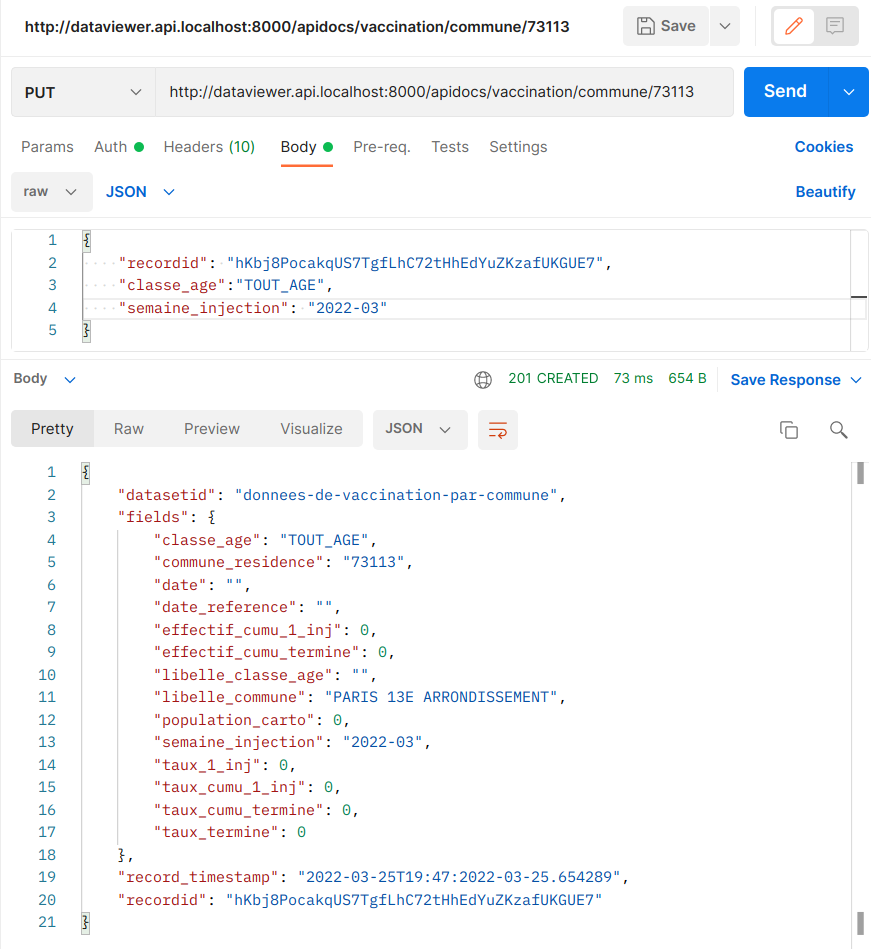 http://dataviewer.api.localhost:8000/apidocs/vaccination/commune/73113 Save
PUT http://dataviewer.api.localhost:8000/apidocs/vaccination/commune/73113 Send
Params Auth Headers (10) Body Pre-req. Tests Settings Cookies
raw JSON Beautify
1 {
2 "recordid": "hKbj8PocakqUS7TgfLhC72tHhEdYuZKzafUKGUE7",
3 "classe_age":"TOUT_AGE",
4 "semaine_injection": "2022-03"
5 }
Body 201 CREATED 73 ms 654 B Save Response
Pretty Raw Preview Visualize JSON
1 {
2 "datasetid": "donnees-de-vaccination-par-commune",
3 "fields": {
4 "classe_age": "TOUT_AGE",
5 "commune_residence": "73113",
6 "date": "",
7 "date_reference": "",
8 "effectif_cumu_1_inj": 0,
9 "effectif_cumu_termine": 0,
10 "libelle_classe_age": "",
11 "libelle_commune": "PARIS 13E ARRONDISSEMENT",
12 "population_carto": 0,
13 "semaine_injection": "2022-03",
14 "taux_1_inj": 0,
15 "taux_cumu_1_inj": 0,
16 "taux_cumu_termine": 0,
17 "taux_termine": 0
18 },
19 "record_timestamp": "2022-03-25T19:47:2022-03-25.654289",
20 "recordid": "hKbj8PocakqUS7TgfLhC72tHhEdYuZKzafUKGUE7"
21 }